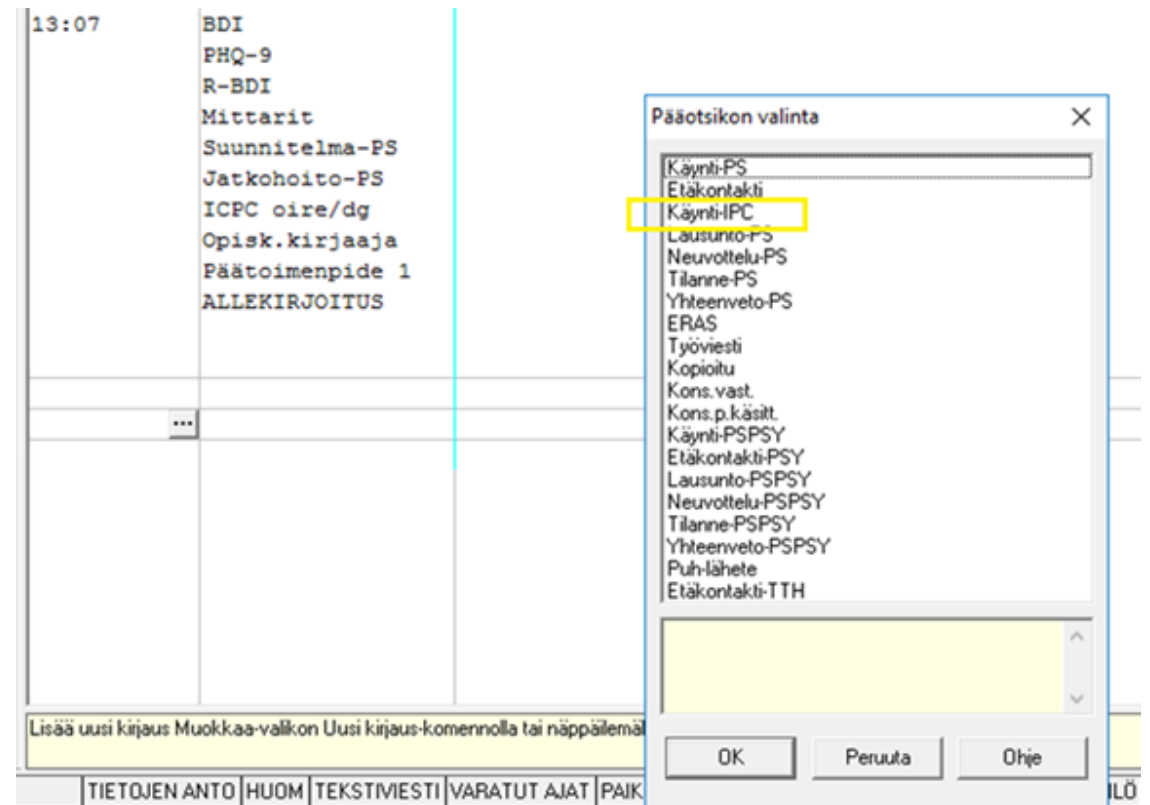 13:07 BDI
PHQ-9
R-BDI
Mittarit
Suunnitelma-PS
Jatkohoito-PS
ICPC oire/dg
Opisk.kirjaaja
Päätoimenpide 1
ALLEKIRJOITUS
...
Pääotsikon valinta
Käynti-PS
Etäkontakti
Käynti-IPC
Lausunto-PS
Neuvottelu-PS
Tilanne-PS
Yhteenveto-PS
ERAS
Työviesti
Kopioitu
Kons.vast.
Kons.p.käsitt.
Käynti-PSPSY
Etäkontakti-PSY
Lausunto-PSPSY
Neuvottelu-PSPSY
Tilanne-PSPSY
Yhteenveto-PSPSY
Puh-lähete
Etäkontakti-TTH
OK Peruuta Ohje
Lisää uusi kirjaus Muokkaa-valikon Uusi kirjaus-komennolla tai
TIETOJEN ANTO HUOM TEKSTIVIESTI VARATUT AJAT